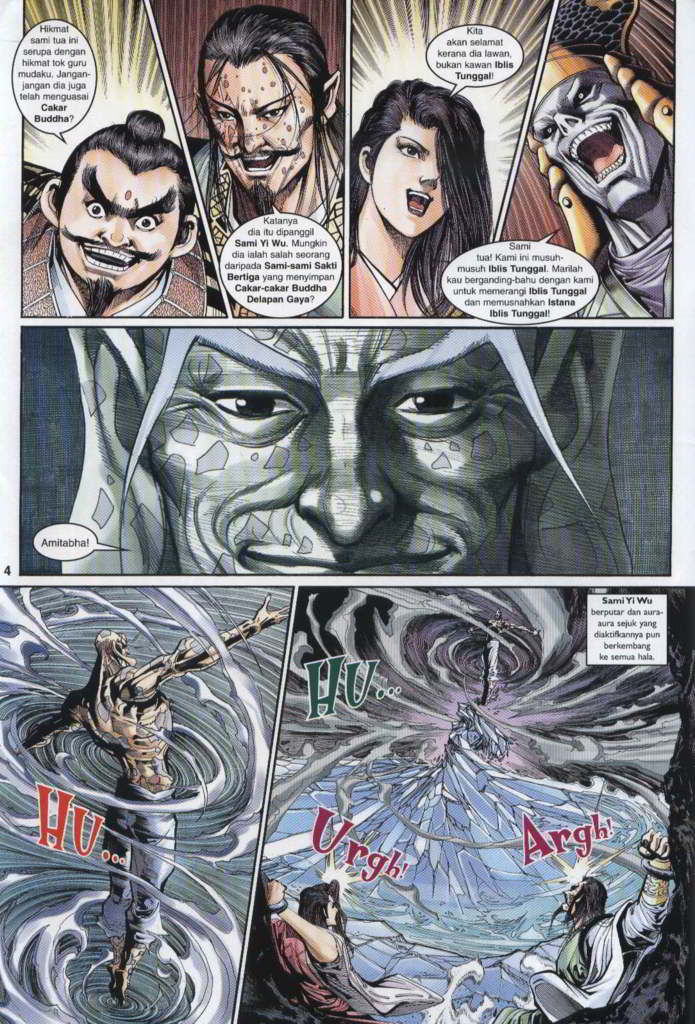 Hikmat
sami tua ini
serupa dengan
hikmat tok guru
mudaku. Jangan-
jangan dia juga
telah menguasai
Cakar
Buddha?
Katanya
dia itu dipanggil
Sami Yi Wu. Mungkin
dia ialah salah seorang
daripada Sami-sami Sakti
Bertiga yang menyimpan
Cakar-cakar Buddha
Delapan Gaya?
Kita
akan selamat
kerana dia lawan,
bukan kawan Iblis
Tunggal!
Sami
tua! Kami ini musuh-
musuh Iblis Tunggal. Marilah
kau berganding-bahu dengan kami
untuk memerangi Iblis Tunggal
dan memusnahkan Istana
Iblis Tunggal!
Amitabha!
4
HU...
Sami Yi Wu
berputar dan aura-
aura sejuk yang
diaktifkannya pun
berkembang
ke semua hala.
HU...
Urgh!
Argh!